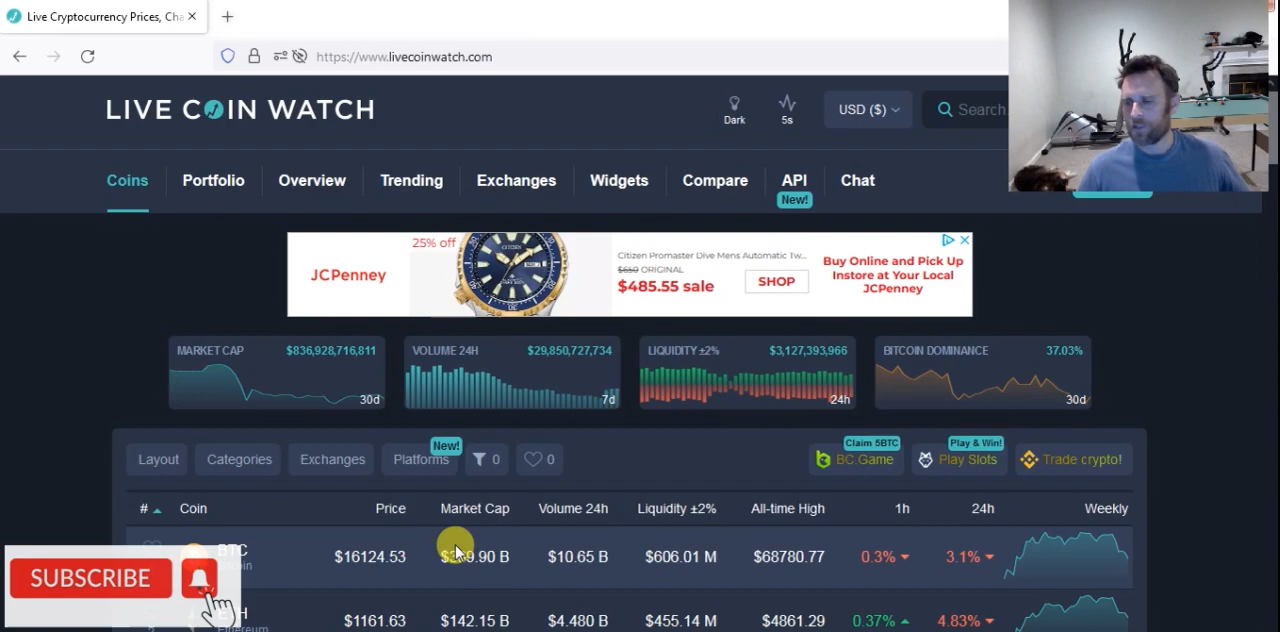 Live Cryptocurrency Prices, Cha
https://www.livecoinwatch.com
LIVE COIN WATCH
Dark
5s
USD ($)
Search
Coins
Portfolio
Overview
Trending
Exchanges
Widgets
Compare
API
New!
Chat
25% off
JCPenney
CITIZEN
Citizen Promaster Dive Mens Automatic Tw...
$650 ORIGINAL
$485.55 sale
SHOP
Buy Online and Pick Up
Instore at Your Local
JCPenney
MARKET CAP $836,928,716,811
30d
VOLUME 24H $29,850,727,734
7d
LIQUIDITY ±2% $3,127,393,966
24h
BITCOIN DOMINANCE 37.03%
30d
Layout
Categories
Exchanges
Platforms
New!
0
0
Claim 5BTC
BC.Game
Play & Win!
Play Slots
Trade crypto!
# Coin Price Market Cap Volume 24h Liquidity ±2% All-time High 1h 24h Weekly
BTC
$16124.53 $ 9.90 B $10.65 B $606.01 M $68780.77 0.3% 3.1%
SUBSCRIBE
$1161.63 $142.15 B $4.480 B $455.14 M $4861.29 0.37% 4.83%
Ethereum